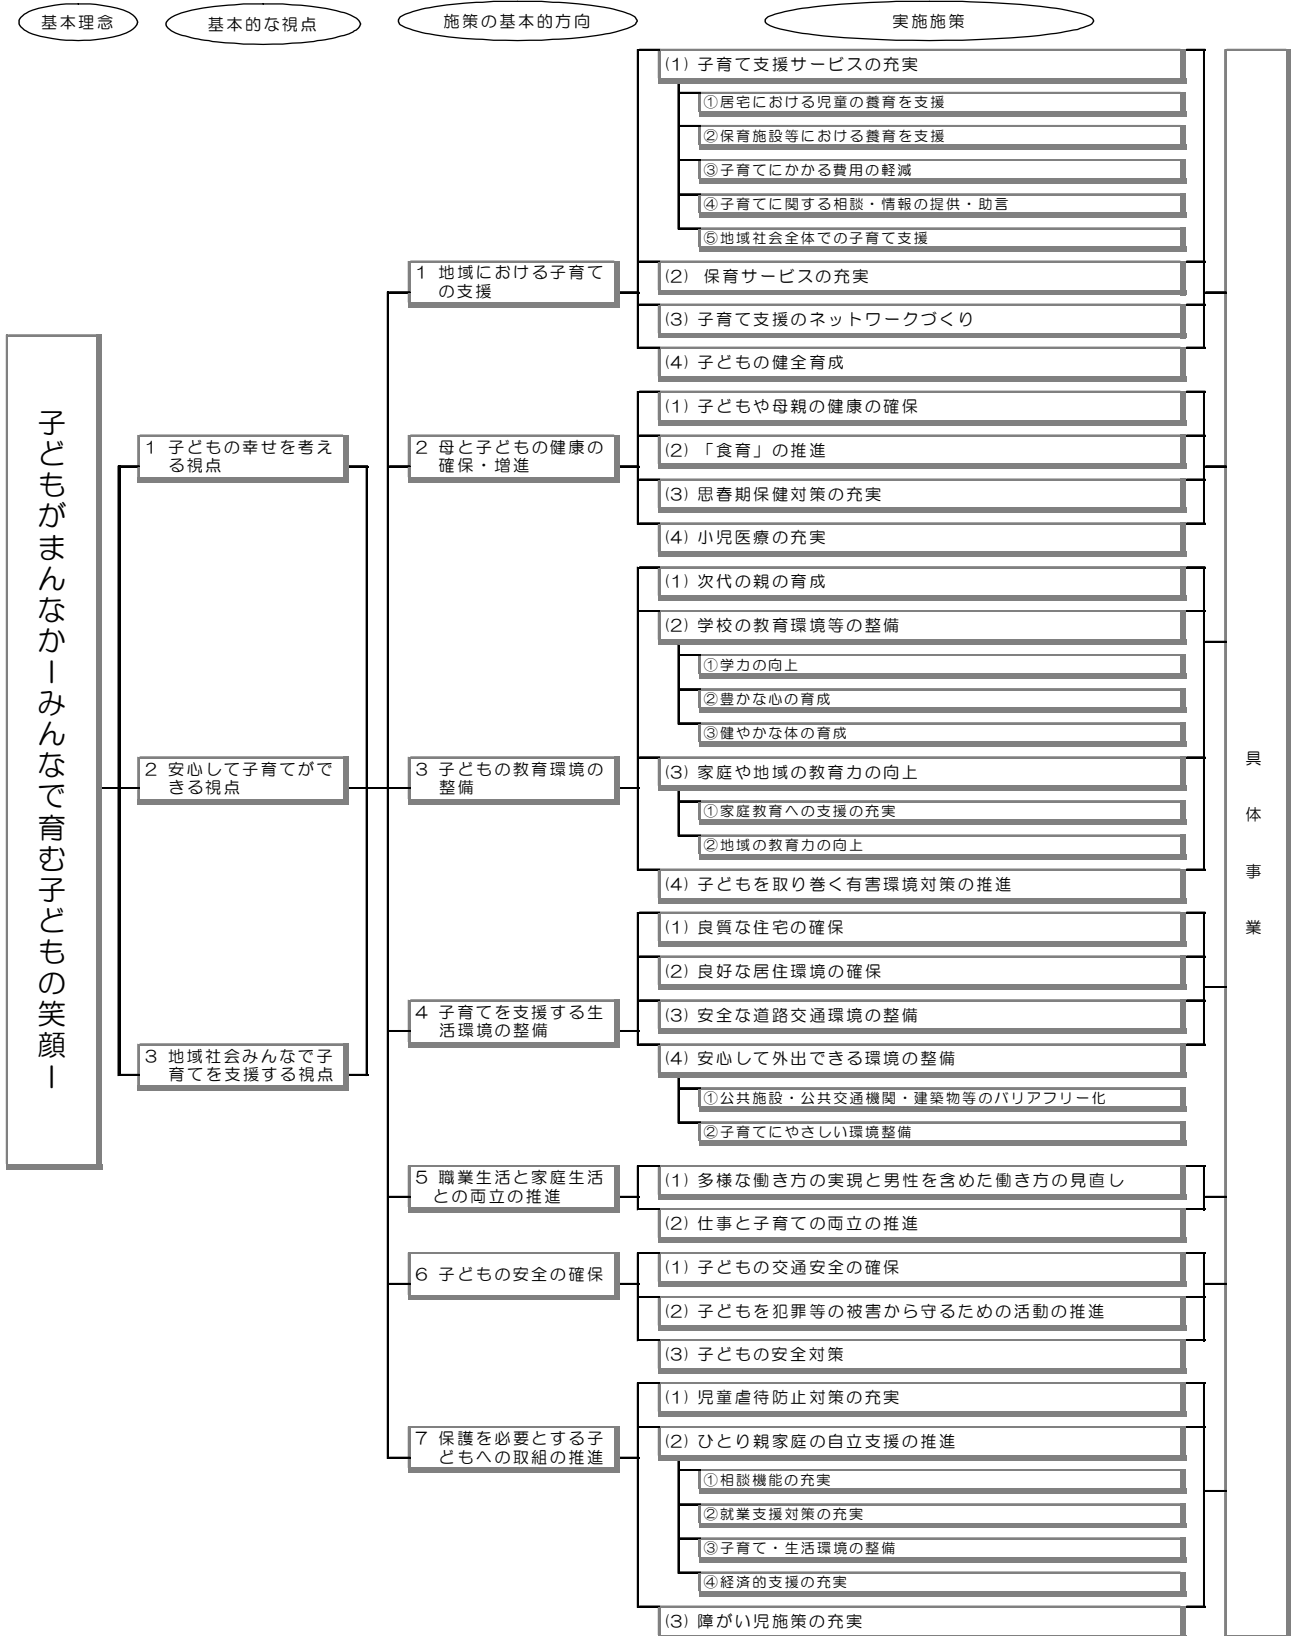 基本理念
基本的な視点
施策の基本的方向
実施施策
子どもがまんなかーみんなで育む子どもの笑顔ー
1 子どもの幸せを考え
る視点
2 安心して子育てがで
きる視点
3 地域社会みんなで子
育てを支援する視点
1 地域における子育て
の支援
(1) 子育て支援サービスの充実
①居宅における児童の養育を支援
②保育施設等における養育を支援
③子育てにかかる費用の軽減
④子育てに関する相談・情報の提供・助言
⑤地域社会全体での子育て支援
(2) 保育サービスの充実
(3) 子育て支援のネットワークづくり
(4) 子どもの健全育成
2 母と子どもの健康の
確保・増進
(1) 子どもや母親の健康の確保
(2) 「食育」の推進
(3) 思春期保健対策の充実
(4) 小児医療の充実
3 子どもの教育環境の
整備
(1) 次代の親の育成
(2) 学校の教育環境等の整備
①学力の向上
②豊かな心の育成
③健やかな体の育成
(3) 家庭や地域の教育力の向上
①家庭教育への支援の充実
②地域の教育力の向上
(4) 子どもを取り巻く有害環境対策の推進
4 子育てを支援する生
活環境の整備
(1) 良質な住宅の確保
(2) 良好な居住環境の確保
(3) 安全な道路交通環境の整備
(4) 安心して外出できる環境の整備
①公共施設・公共交通機関・建築物等のバリアフリー化
②子育てにやさしい環境整備
5 職業生活と家庭生活
との両立の推進
(1) 多様な働き方の実現と男性を含めた働き方の見直し
(2) 仕事と子育ての両立の推進
6 子どもの安全の確保
(1) 子どもの交通安全の確保
(2) 子どもを犯罪等の被害から守るための活動の推進
(3) 子どもの安全対策
7 保護を必要とする子
どもへの取組の推進
(1) 児童虐待防止対策の充実
(2) ひとり親家庭の自立支援の推進
①相談機能の充実
②就業支援対策の充実
③子育て・生活環境の整備
④経済的支援の充実
(3) 障がい児施策の充実
具体事業